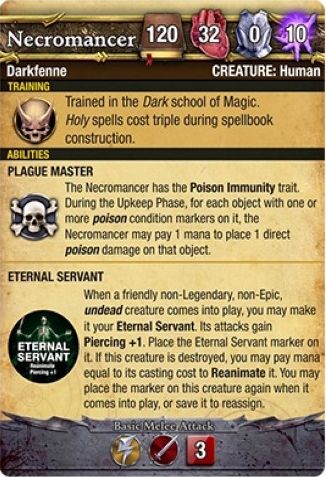 Necromancer 120 32 0 10
Darkfenne CREATURE: Human
TRAINING
Trained in the Dark school of Magic.
Holy spells cost triple during spellbook
construction.
ABILITIES
PLAGUE MASTER
The Necromancer has the Poison Immunity trait.
During the Upkeep Phase, for each object with one or
more poison condition markers on it, the
Necromancer may pay 1 mana to place 1 direct
poison damage on that object.
ETERNAL SERVANT
When a friendly non-Legendary, non-Epic,
undead creature comes into play, you may make
it your Eternal Servant. Its attacks gain
Piercing +1. Place the Eternal Servant marker on
it. If this creature is destroyed, you may pay mana
equal to its casting cost to Reanimate it. You may
place the marker on this creature again when it
comes into play, or save it to reassign.
ETERNAL
SERVANT
Reanimate
Piercing +1
Basic Melee Attack
3